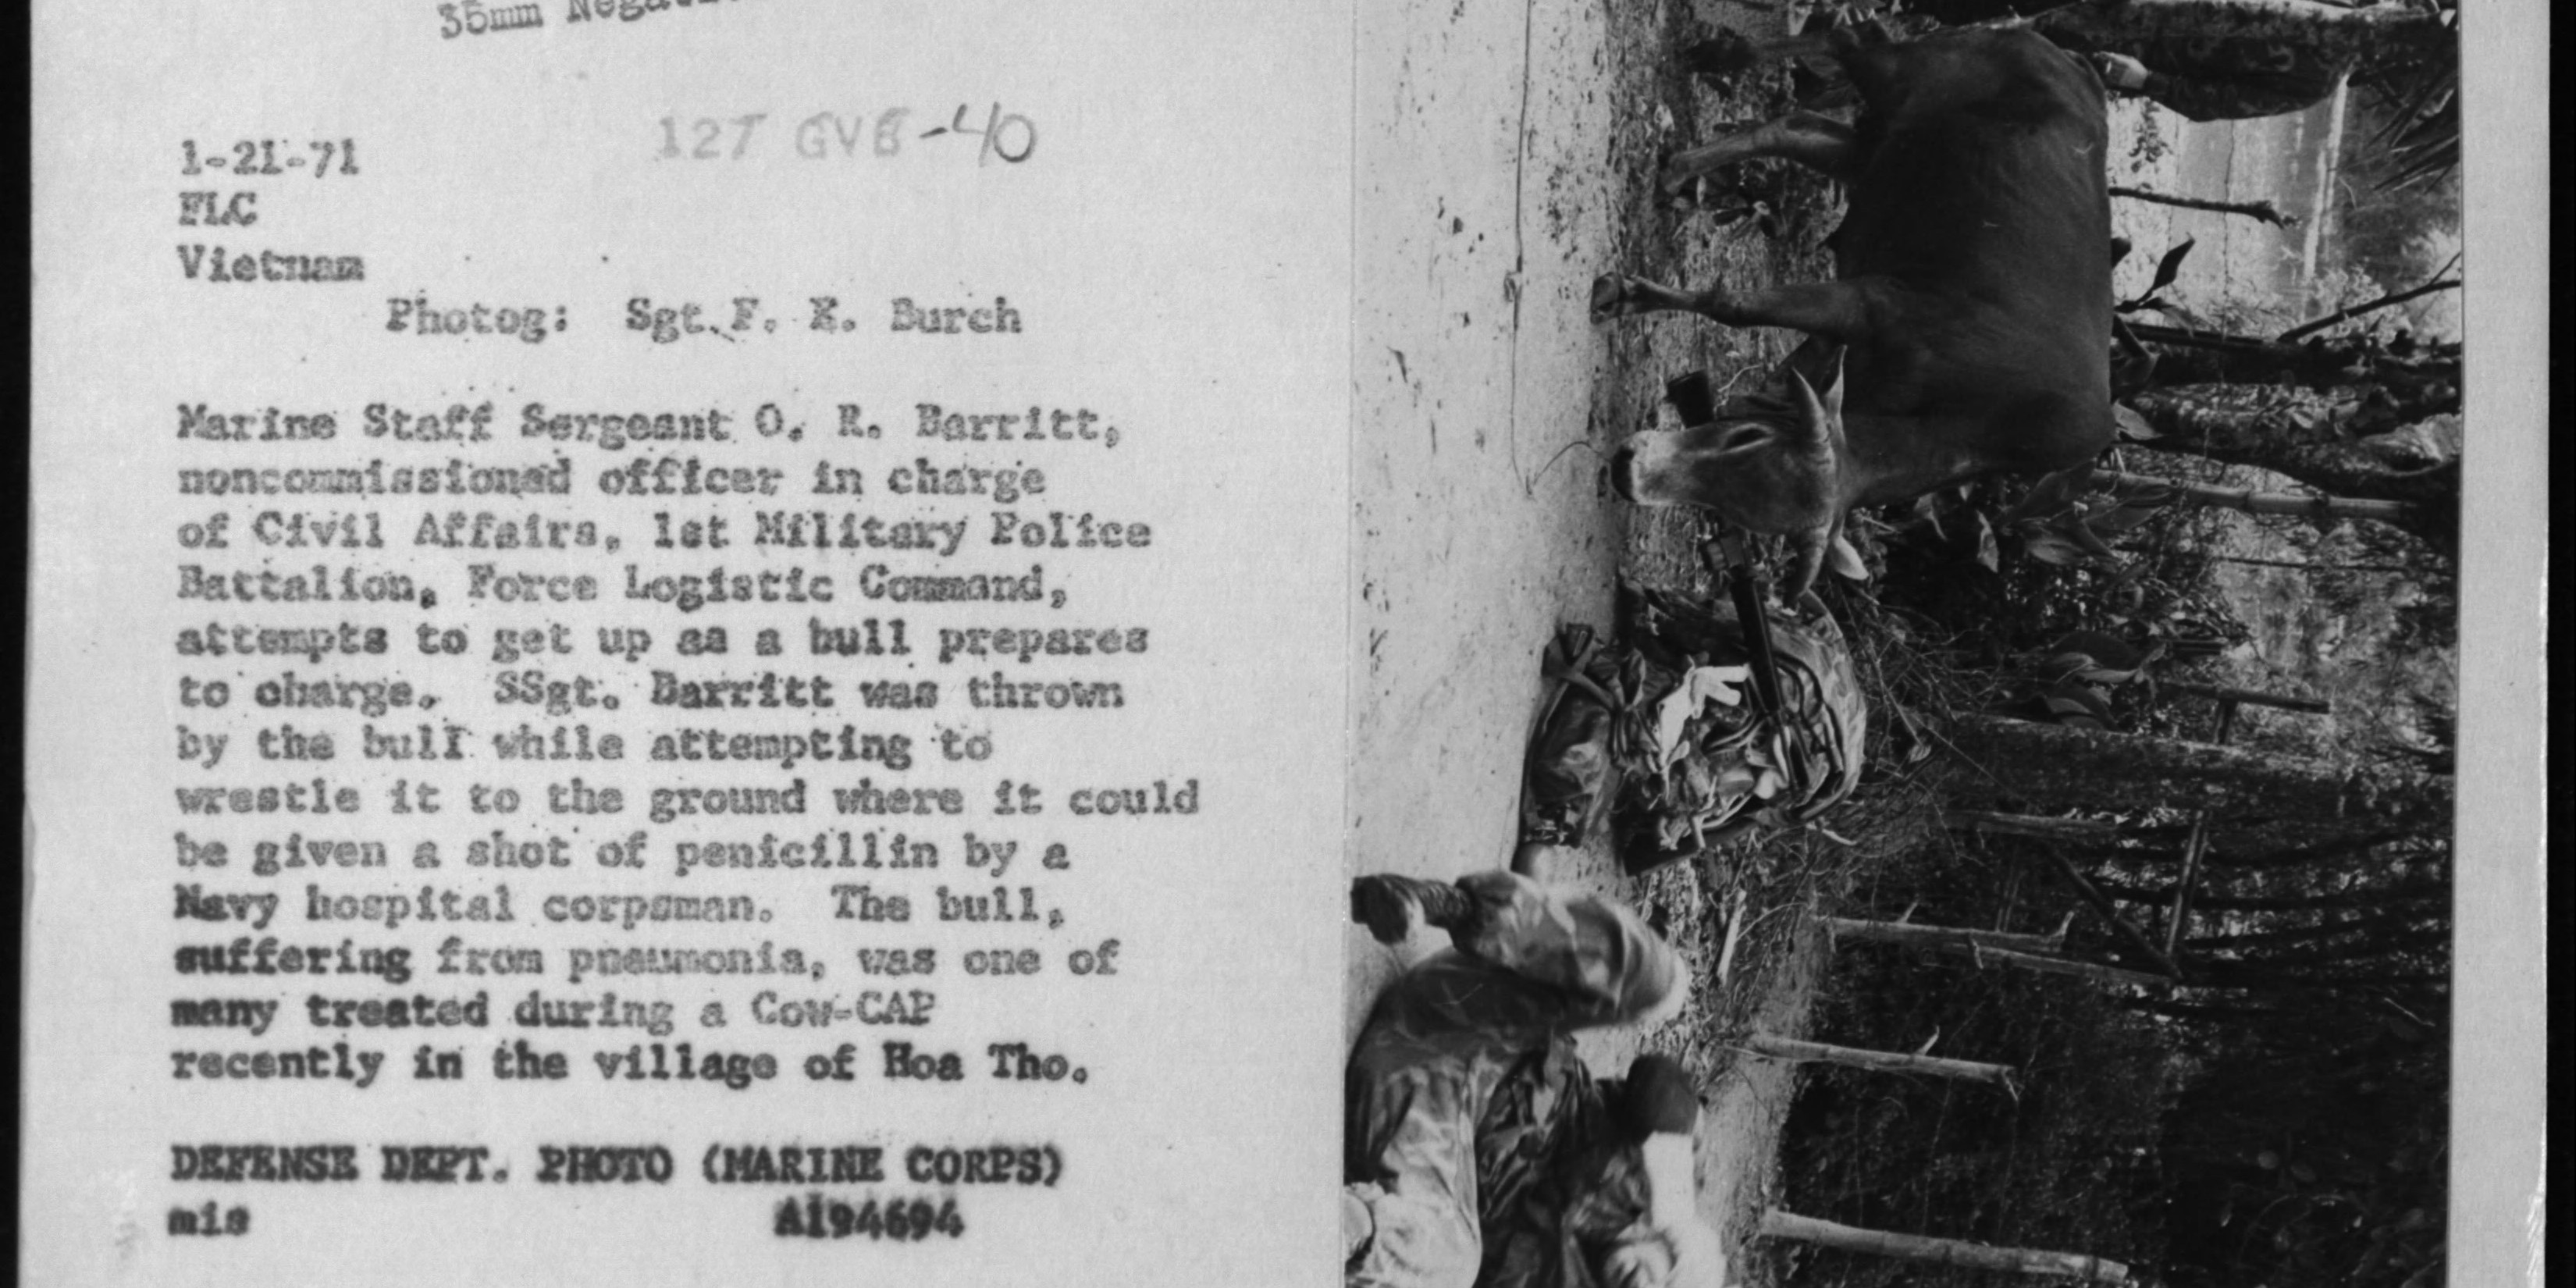 35mm
127 GVB-40
1-21-71
FLC
Vietnam
Photog: Sgt. F. E. Burch
Marine Staff Sergeant O. R. Barritt,
noncommissioned officer in charge
of Civil Affairs, 1st Military Police
Battalion, Force Logistic Command,
attempts to get up as a bull prepares
to charge. SSgt. Barritt was thrown
by the bull while attempting to
wrestle it to the ground where it could
be given a shot of penicillin by a
Navy hospital corpsman. The bull,
suffering from pneumonia, was one of
many treated during a Cow-CAP
recently in the village of Hoa Tho.
DEFENSE DEPT. PHOTO (MARINE CORPS)
mis A194694